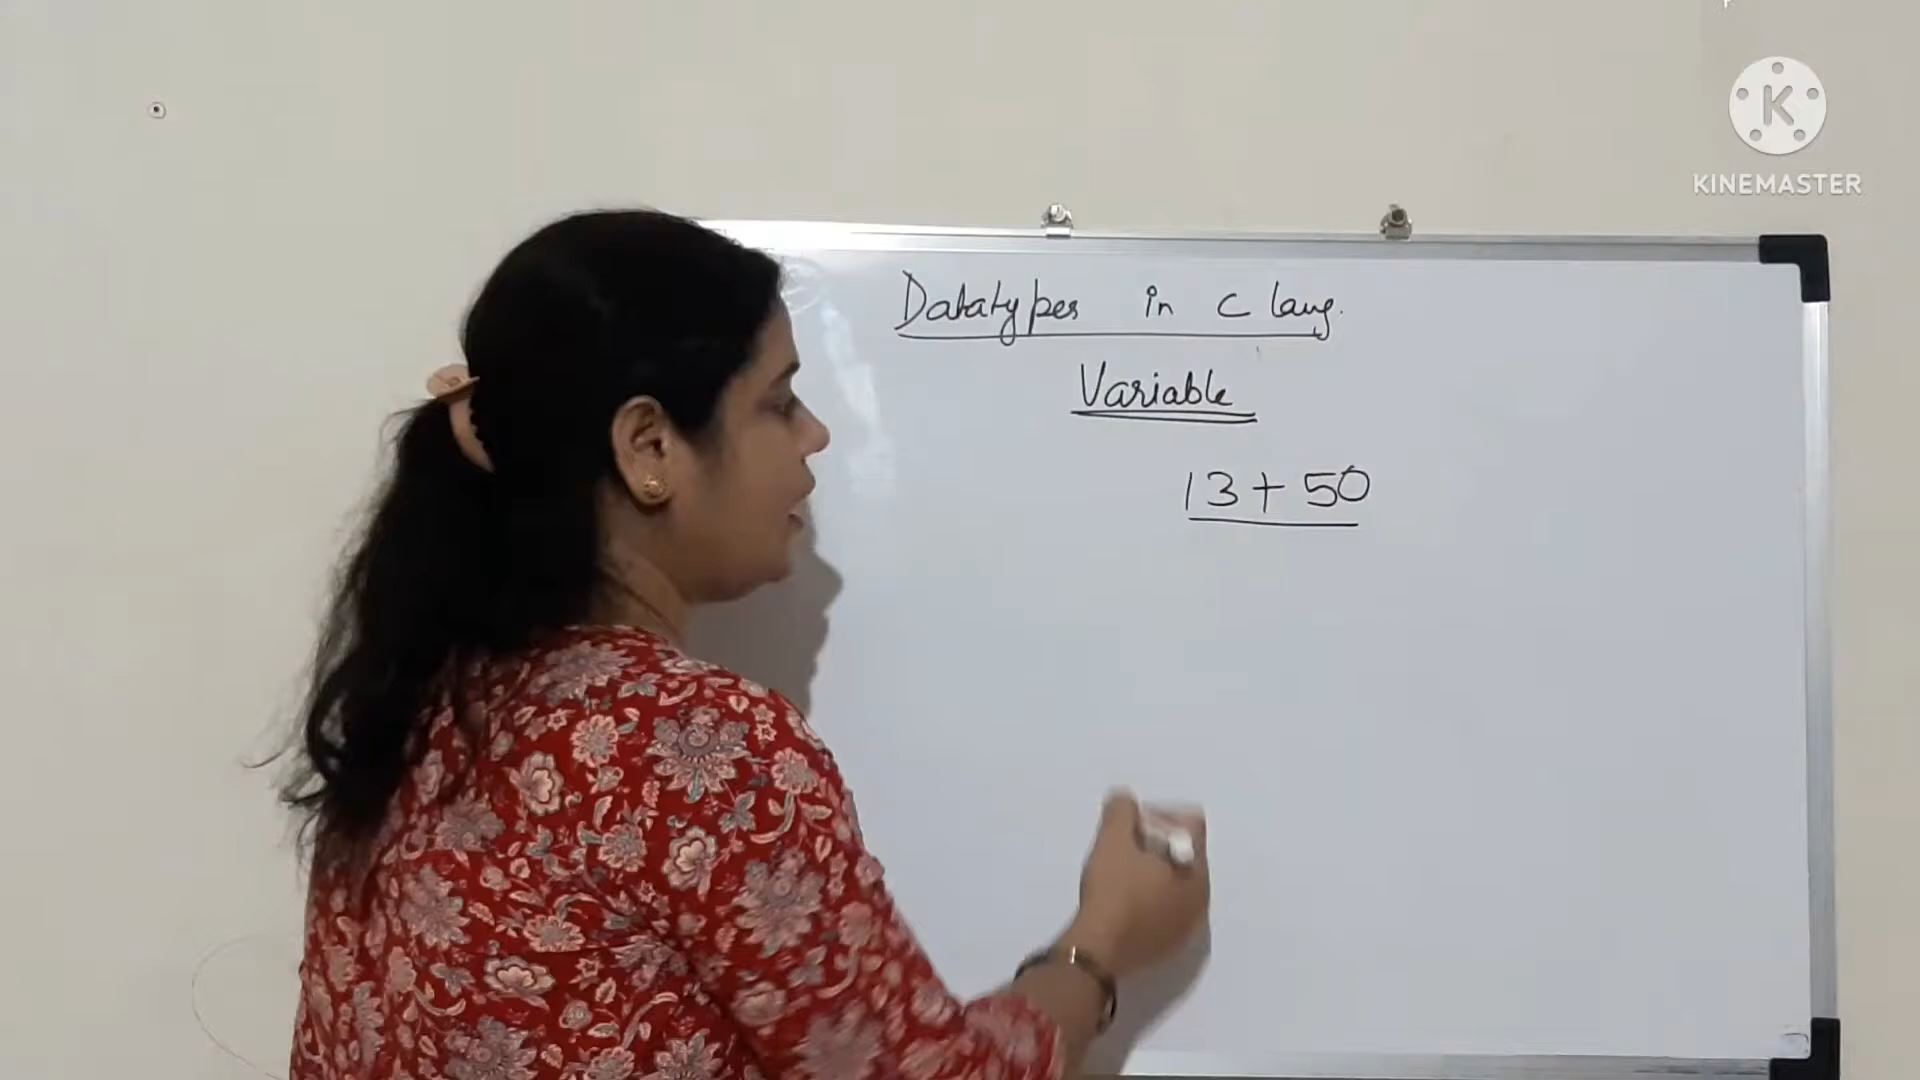 K
KINEMASTER
Datatypes in C lang.
Variable
13 + 50